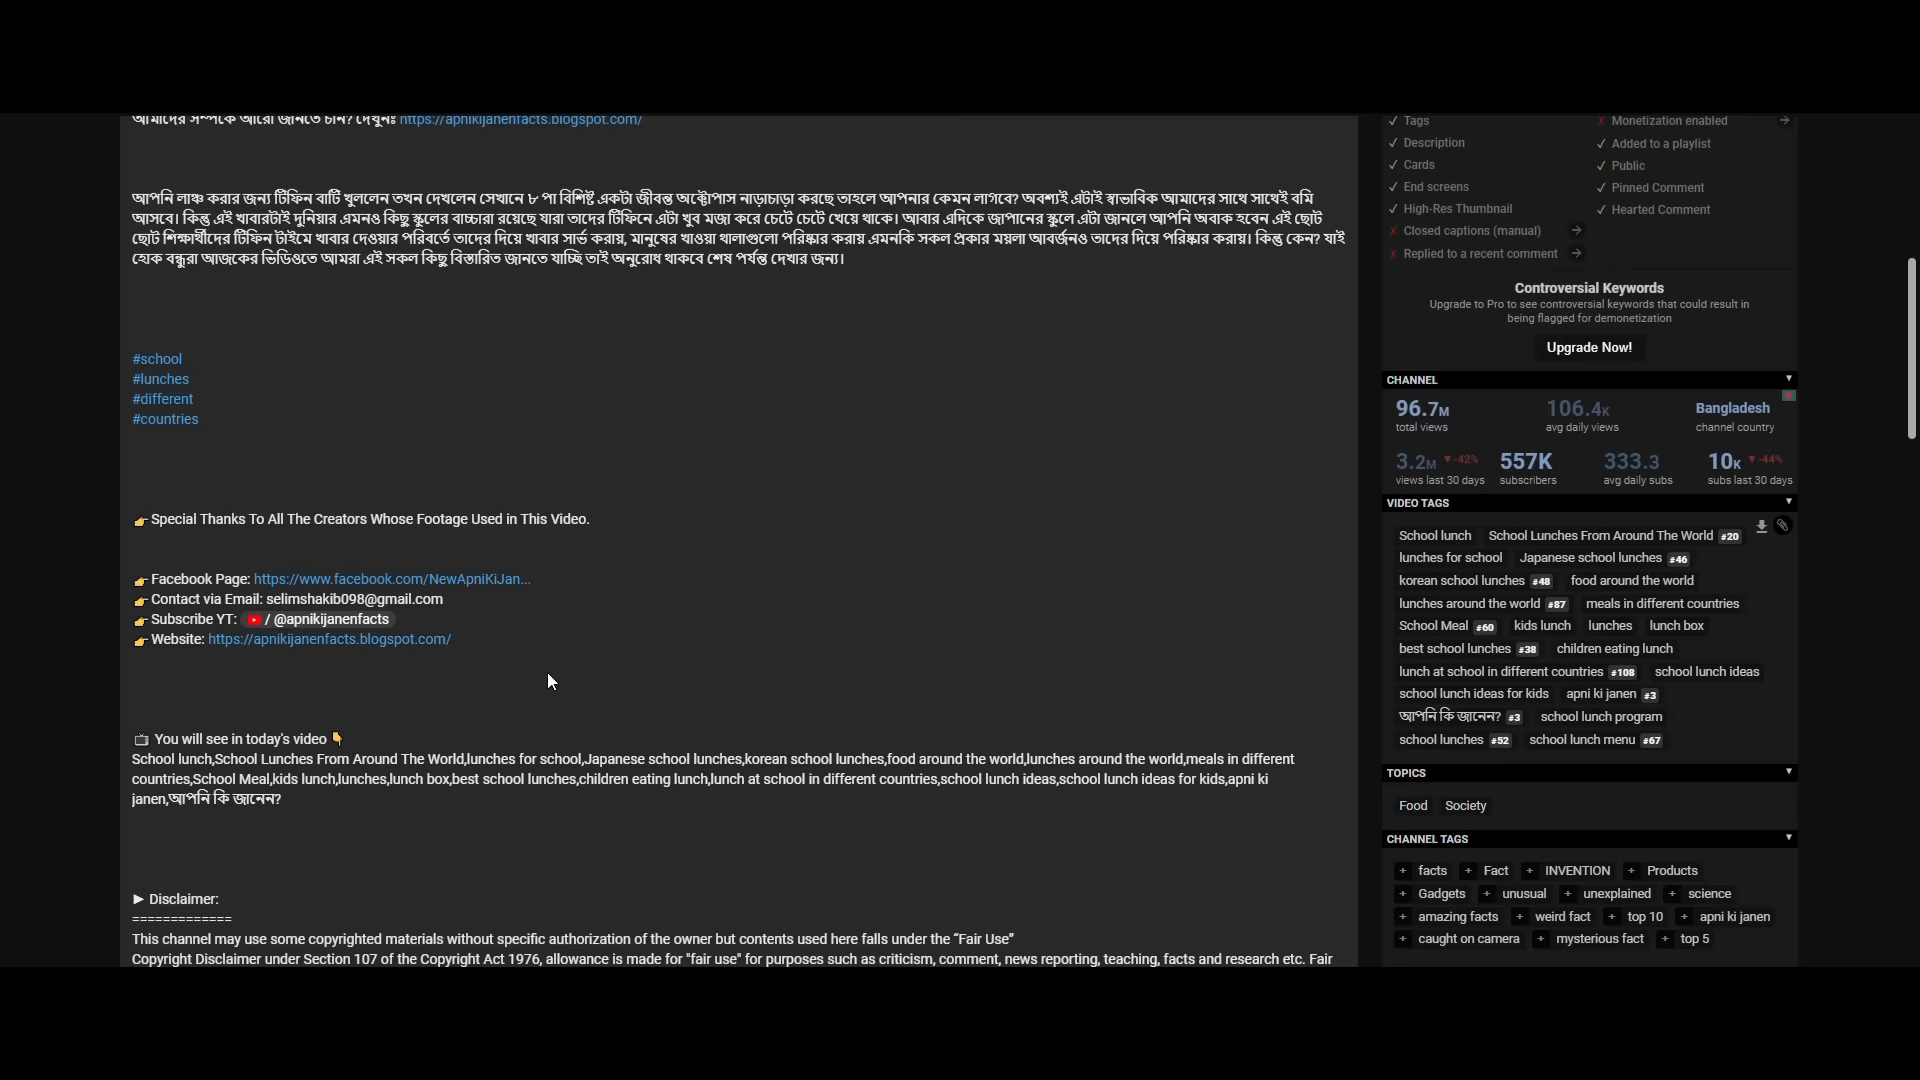 আমাদের সম্পর্কে আরো জানতে চান? দেখুনঃ https://apnikijanenfacts.blogspot.com/
আপনি লাঞ্চ করার জন্য টিফিন বাটি খুললেন তখন দেখলেন সেখানে ৮ পা বিশিষ্ট একটা জীবন্ত অক্টোপাস নাড়াচাড়া করছে তাহলে আপনার কেমন লাগবে? অবশ্যই এটাই স্বাভাবিক আমাদের সাথে সাথেই বমি
আসবে। কিন্তু এই খাবারটাই দুনিয়ার এমনও কিছু স্কুলের বাচ্চারা রয়েছে যারা তাদের টিফিনে এটা খুব মজা করে চেটে চেটে খেয়ে থাকে। আবার এদিকে জাপানের স্কুলে এটা জানলে আপনি অবাক হবেন এই ছোট
ছোট শিক্ষার্থীদের টিফিন টাইমে খাবার দেওয়ার পরিবর্তে তাদের দিয়ে খাবার সার্ভ করায়, মানুষের খাওয়া থালাগুলো পরিষ্কার করায় এমনকি সকল প্রকার ময়লা আবর্জনও তাদের দিয়ে পরিষ্কার করায়। কিন্তু কেন? যাই
হোক বন্ধুরা আজকের ভিডিওতে আমরা এই সকল কিছু বিস্তারিত জানতে যাচ্ছি তাই অনুরোধ থাকবে শেষ পর্যন্ত দেখার জন্য।
#school
#lunches
#different
#countries
👉 Special Thanks To All The Creators Whose Footage Used in This Video.
👉 Facebook Page: https://www.facebook.com/NewApniKiJan...
👉 Contact via Email: selimshakib098@gmail.com
👉 Subscribe YT: / @apnikijanenfacts
👉 Website: https://apnikijanenfacts.blogspot.com/
📺 You will see in today's video 👇
School lunch,School Lunches From Around The World,lunches for school,Japanese school lunches,korean school lunches,food around the world,lunches around the world,meals in different
countries,School Meal,kids lunch,lunches,lunch box,best school lunches,children eating lunch,lunch at school in different countries,school lunch ideas,school lunch ideas for kids,apni ki
janen,আপনি কি জানেন?
► Disclaimer:
=============
This channel may use some copyrighted materials without specific authorization of the owner but contents used here falls under the “Fair Use”
Copyright Disclaimer under Section 107 of the Copyright Act 1976, allowance is made for "fair use" for purposes such as criticism, comment, news reporting, teaching, facts and research etc. Fair
✓ Tags ✗ Monetization enabled →
✓ Description ✓ Added to a playlist
✓ Cards ✓ Public
✓ End screens ✓ Pinned Comment
✓ High-Res Thumbnail ✓ Hearted Comment
✗ Closed captions (manual) →
✗ Replied to a recent comment →
Controversial Keywords
Upgrade to Pro to see controversial keywords that could result in
being flagged for demonetization
Upgrade Now!
CHANNEL ▼
96.7M 106.4K Bangladesh
total views avg daily views channel country
3.2M ▼-42% 557K 333.3 10K ▼-44%
views last 30 days subscribers avg daily subs subs last 30 days
VIDEO TAGS ▼
School lunch School Lunches From Around The World #20
lunches for school Japanese school lunches #46
korean school lunches #48 food around the world
lunches around the world #87 meals in different countries
School Meal #60 kids lunch lunches lunch box
best school lunches #38 children eating lunch
lunch at school in different countries #108 school lunch ideas
school lunch ideas for kids apni ki janen #3
আপনি কি জানেন? #3 school lunch program
school lunches #52 school lunch menu #67
TOPICS ▼
Food Society
CHANNEL TAGS ▼
+ facts + Fact + INVENTION + Products
+ Gadgets + unusual + unexplained + science
+ amazing facts + weird fact + top 10 + apni ki janen
+ caught on camera + mysterious fact + top 5